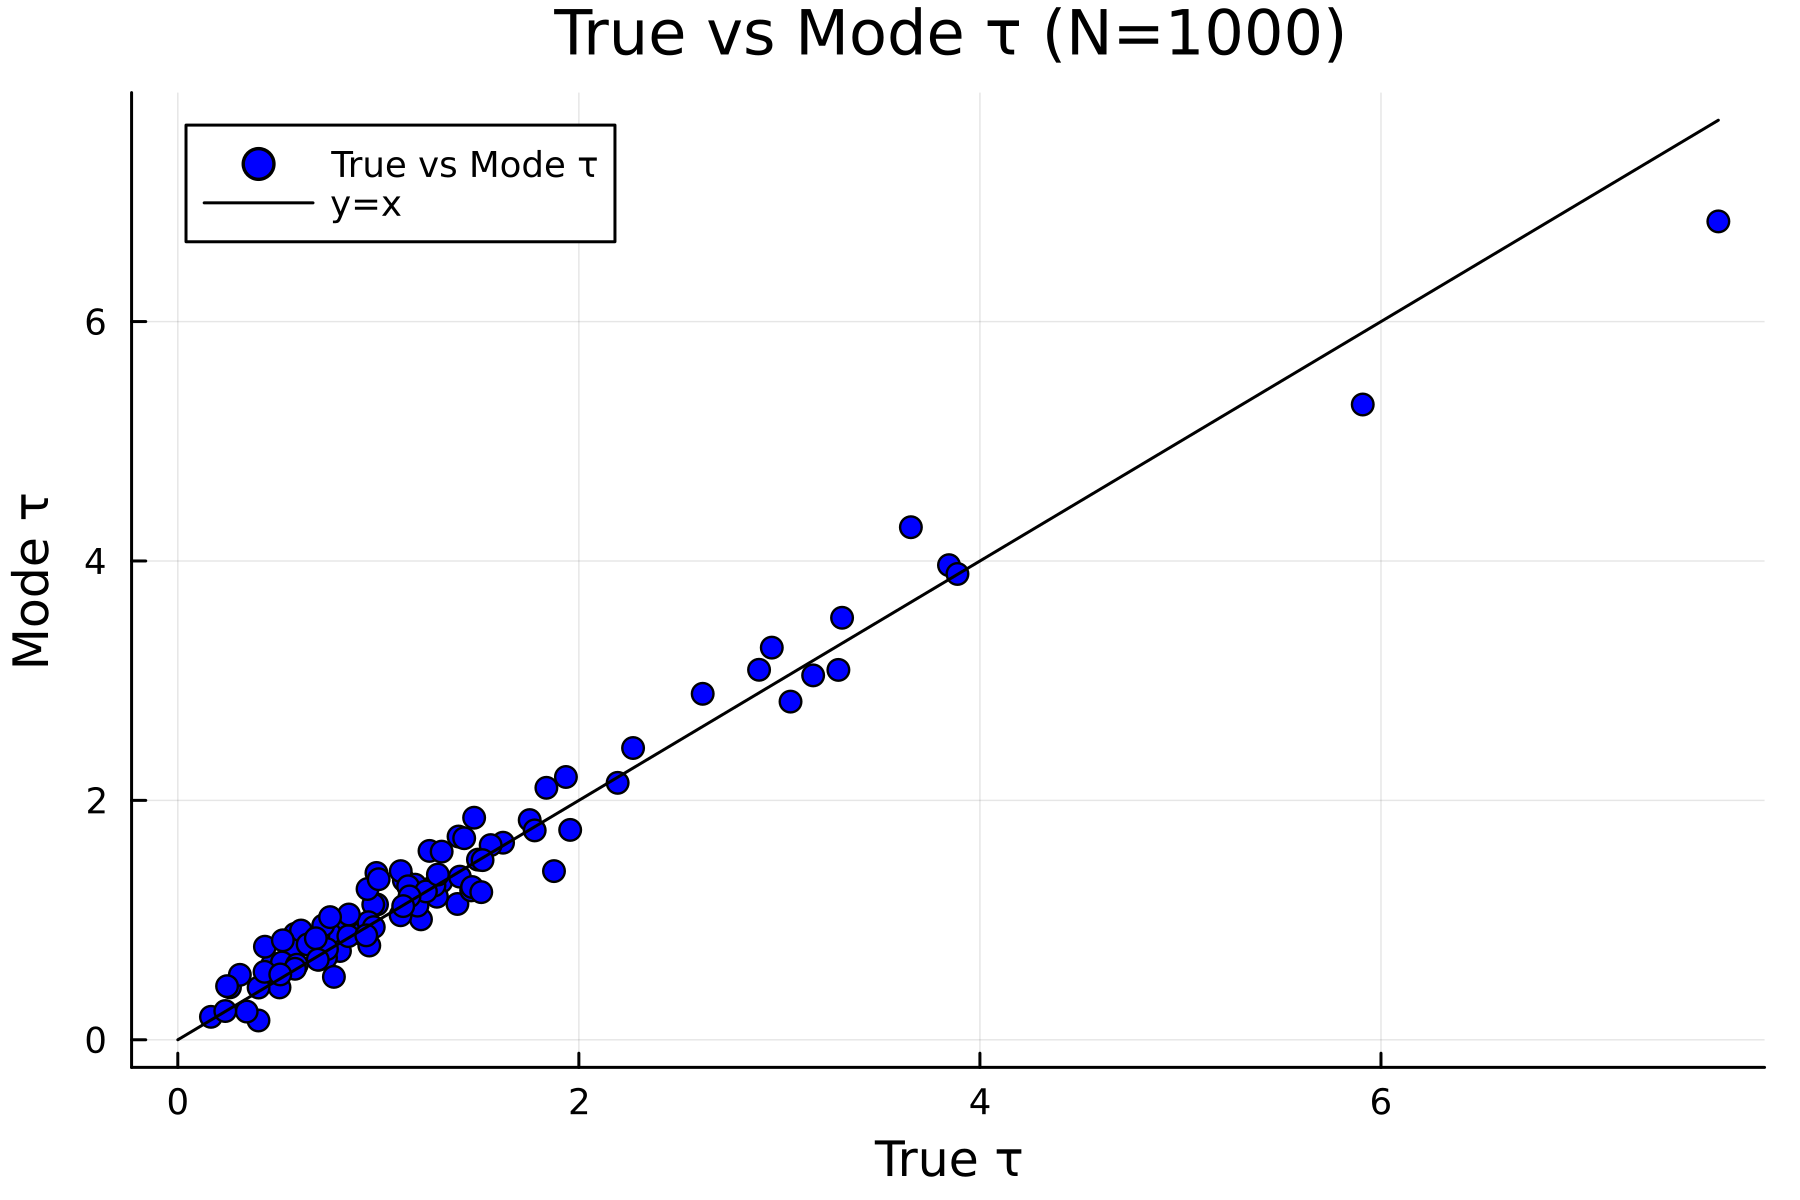 True vs Mode τ (N=1000)
True vs Mode τ
y=x
6
4
2
0
Mode τ
0 2 4 6
True τ